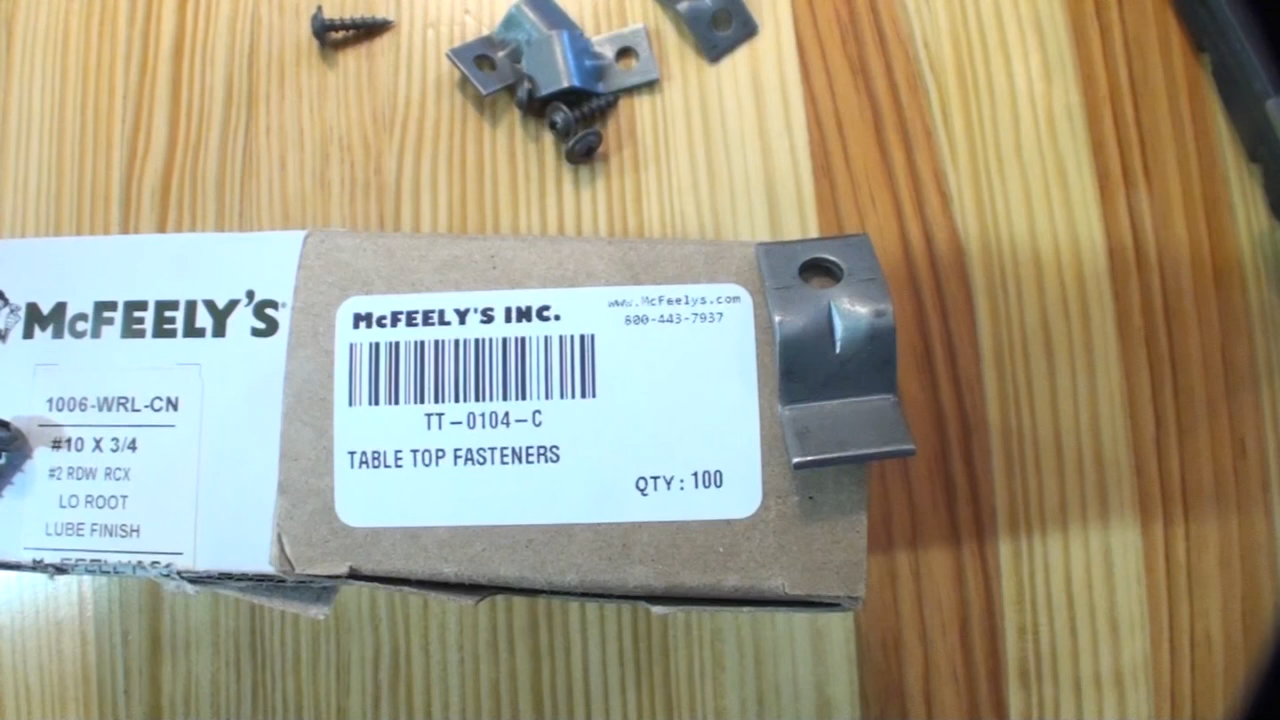 McFEELY'S
1006-WRL-CN
#10 X 3/4
#2 RDW RCX
LO ROOT
LUBE FINISH
McFEELY'S INC.
www.McFeelys.com
800-443-7937
TT-0104-C
TABLE TOP FASTENERS
QTY: 100